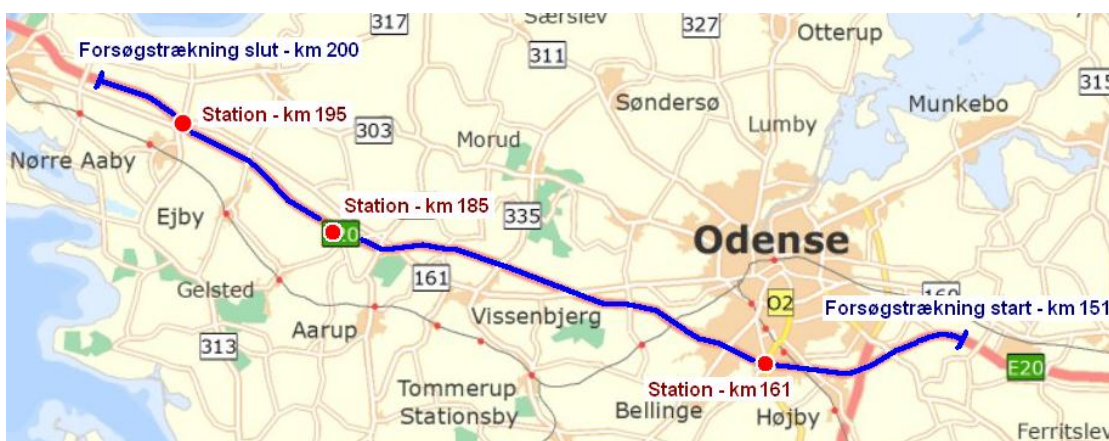 317
327
Særslev
Otterup
311
315
Forsøgstrækning slut - km 200
Søndersø
Munkebo
Station - km 195
303
Lumby
Morud
Nørre Aaby
Station - km 185
335
Ejby
Odense
161
Gelsted
O2
Forsøgstrækning start - km 151
Vissenbjerg
Aarup
313
E20
Station - km 161
Tommerup
Stationsby
Bellinge
Højby
Ferritslev